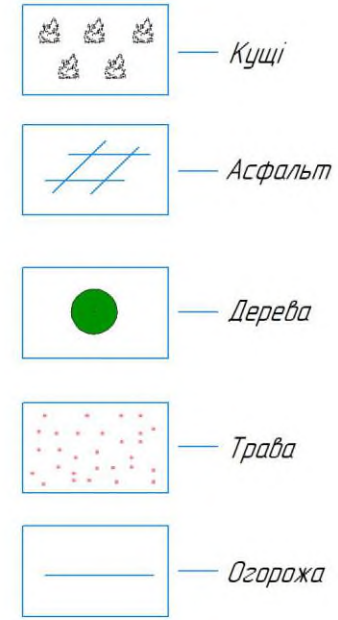 Кущі
Асфальт
Дерева
Трава
Огорожа